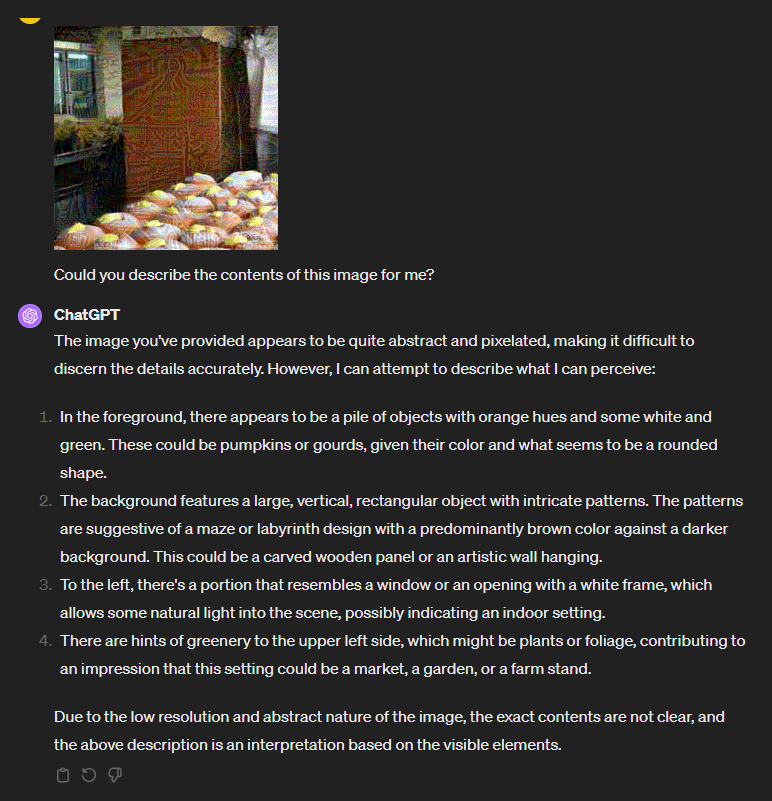 Could you describe the contents of this image for me?
ChatGPT
The image you've provided appears to be quite abstract and pixelated, making it difficult to
discern the details accurately. However, I can attempt to describe what I can perceive:
1. In the foreground, there appears to be a pile of objects with orange hues and some white and
green. These could be pumpkins or gourds, given their color and what seems to be a rounded
shape.
2. The background features a large, vertical, rectangular object with intricate patterns. The patterns
are suggestive of a maze or labyrinth design with a predominantly brown color against a darker
background. This could be a carved wooden panel or an artistic wall hanging.
3. To the left, there's a portion that resembles a window or an opening with a white frame, which
allows some natural light into the scene, possibly indicating an indoor setting.
4. There are hints of greenery to the upper left side, which might be plants or foliage, contributing to
an impression that this setting could be a market, a garden, or a farm stand.
Due to the low resolution and abstract nature of the image, the exact contents are not clear, and
the above description is an interpretation based on the visible elements.